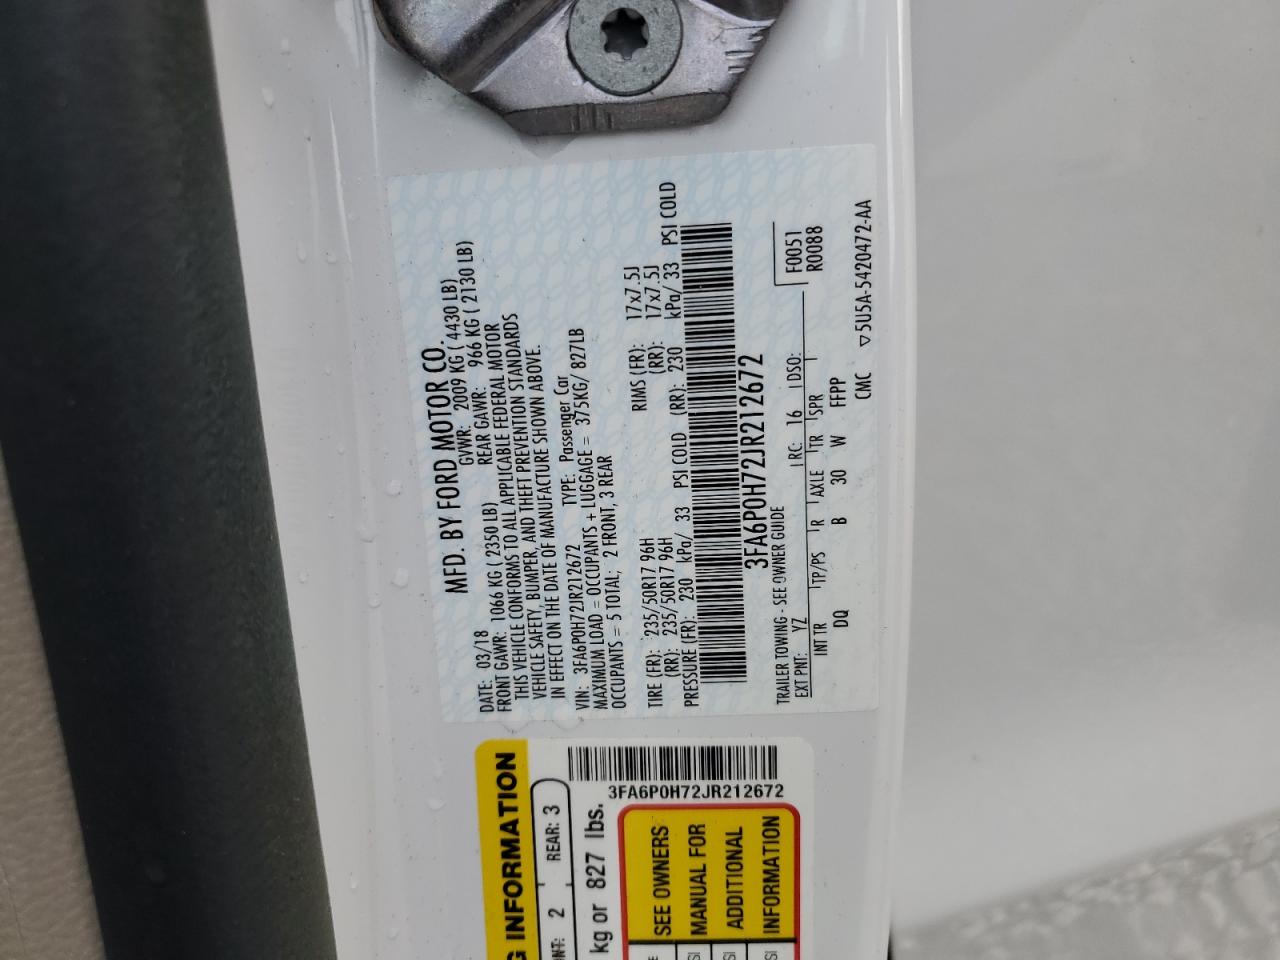 MFD. BY FORD MOTOR CO.
DATE: 03/18 GVWR: 2009 KG ( 4430 LB)
FRONT GAWR: 1066 KG ( 2350 LB) REAR GAWR: 966 KG ( 2130 LB)
THIS VEHICLE CONFORMS TO ALL APPLICABLE FEDERAL MOTOR
VEHICLE SAFETY, BUMPER, AND THEFT PREVENTION STANDARDS
IN EFFECT ON THE DATE OF MANUFACTURE SHOWN ABOVE.
VIN: 3FA6P0H72JR212672 TYPE: Passenger Car
MAXIMUM LOAD = OCCUPANTS + LUGGAGE = 375KG/ 827LB
OCCUPANTS = 5 TOTAL; 2 FRONT, 3 REAR
TIRE (FR): 235/50R17 96H RIMS (FR): 17x7.5J
(RR): 235/50R17 96H (RR): 17x7.5J
PRESSURE (FR): 230 kPa/ 33 PSI COLD (RR): 230 kPa/ 33 PSI COLD
3FA6P0H72JR212672
TRAILER TOWING - SEE OWNER GUIDE
F0051
R0088
EXT PNT: YZ RC: 16 DSO:
INT TR TP/PS R AXLE TR SPR
DQ B 30 W FFPP
CMC ▽5U5A-5420472-AA
G INFORMATION
NT: 2 REAR: 3
kg or 827 lbs.
3FA6P0H72JR212672
SEE OWNERS
MANUAL FOR
ADDITIONAL
INFORMATION